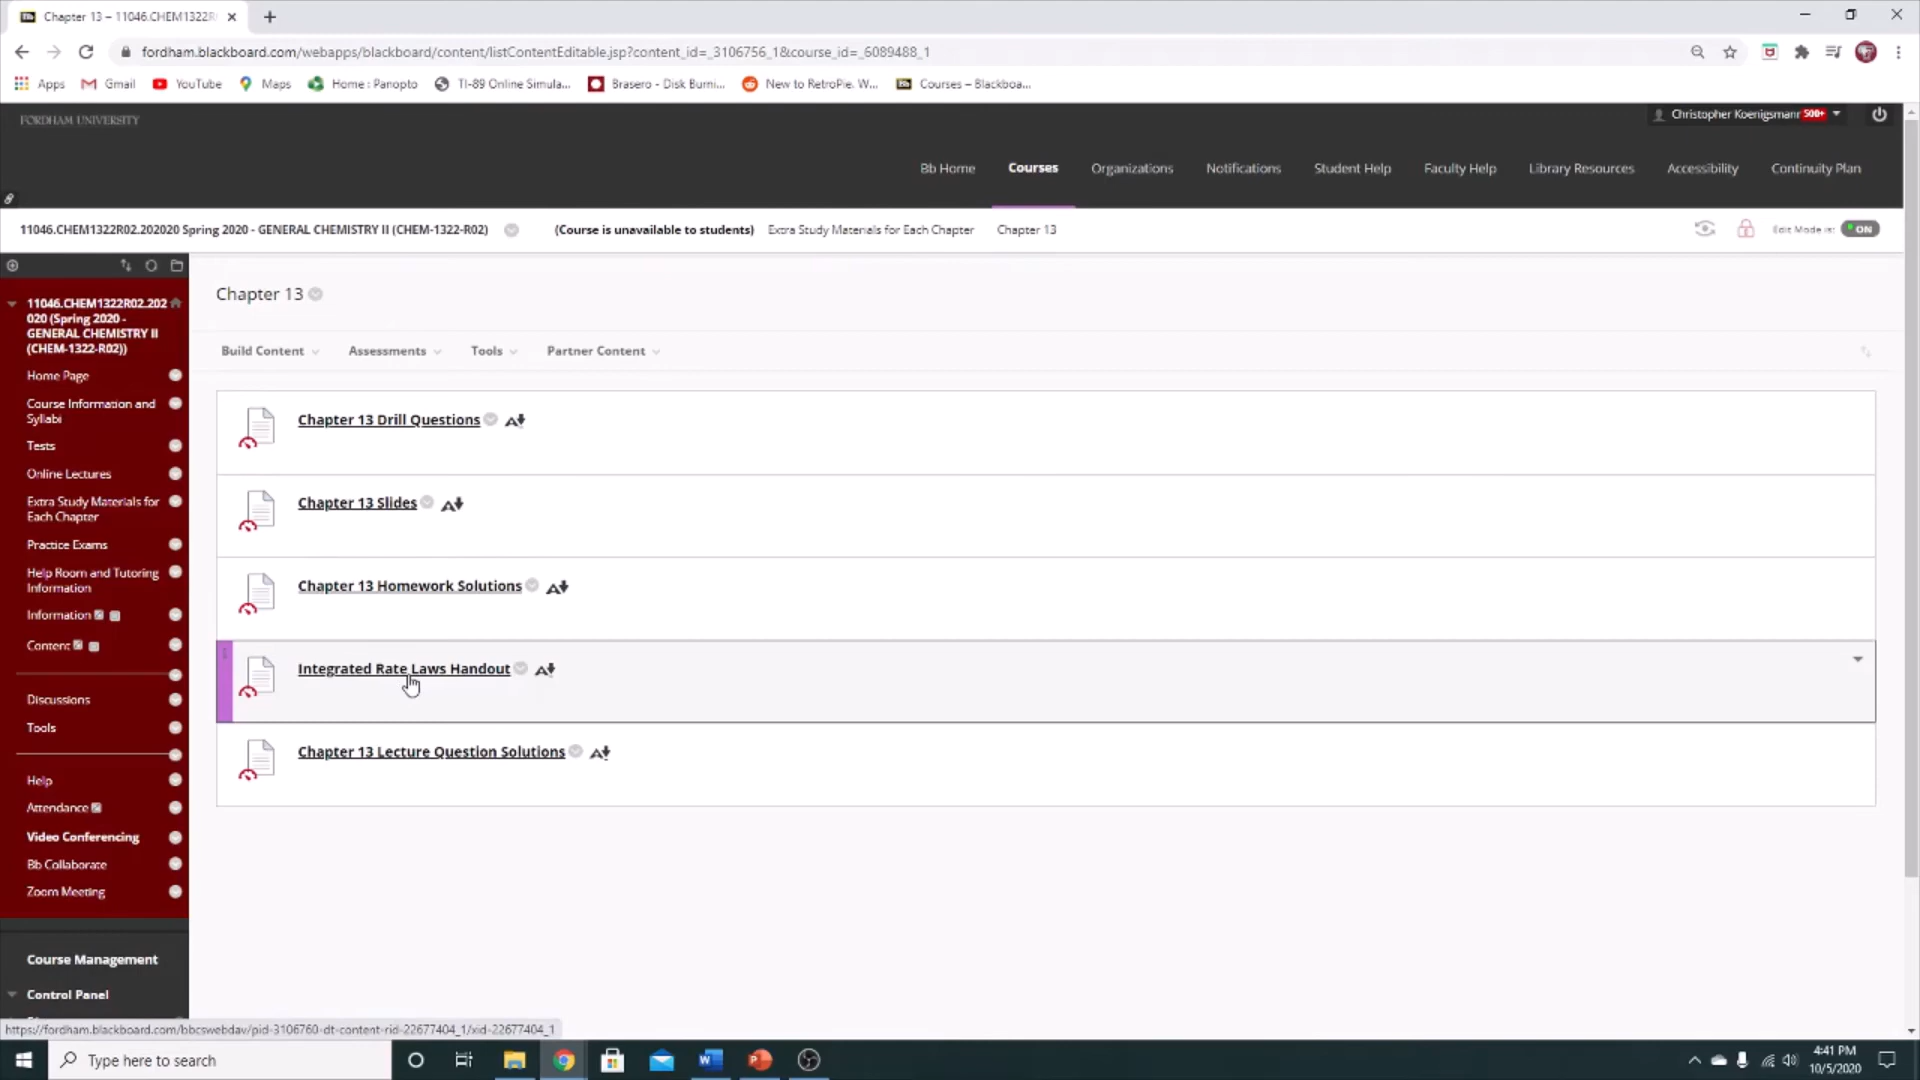 Chapter 13 – 11046.CHEM1322R
fordham.blackboard.com/webapps/blackboard/content/listContentEditable.jsp?content_id=_3106756_1&course_id=_6089488_1
Apps Gmail YouTube Maps Home : Panopto TI-89 Online Simula... Brasero - Disk Burni... New to RetroPie. W... Courses – Blackboa...
FORDHAM UNIVERSITY
Christopher Koenigsmann 500+
Bb Home Courses Organizations Notifications Student Help Faculty Help Library Resources Accessibility Continuity Plan
11046.CHEM1322R02.202020 Spring 2020 - GENERAL CHEMISTRY II (CHEM-1322-R02) (Course is unavailable to students) Extra Study Materials for Each Chapter Chapter 13 Edit Mode is: ON
11046.CHEM1322R02.202
020 (Spring 2020 -
GENERAL CHEMISTRY II
(CHEM-1322-R02))
Home Page
Course Information and
Syllabi
Tests
Online Lectures
Extra Study Materials for
Each Chapter
Practice Exams
Help Room and Tutoring
Information
Information
Content
Discussions
Tools
Help
Attendance
Video Conferencing
Bb Collaborate
Zoom Meeting
Course Management
Control Panel
Chapter 13
Build Content Assessments Tools Partner Content
Chapter 13 Drill Questions
Chapter 13 Slides
Chapter 13 Homework Solutions
Integrated Rate Laws Handout
Chapter 13 Lecture Question Solutions
https://fordham.blackboard.com/bbcswebdav/pid-3106760-dt-content-rid-22677404_1/xid-22677404_1
Type here to search
4:41 PM
10/5/2020